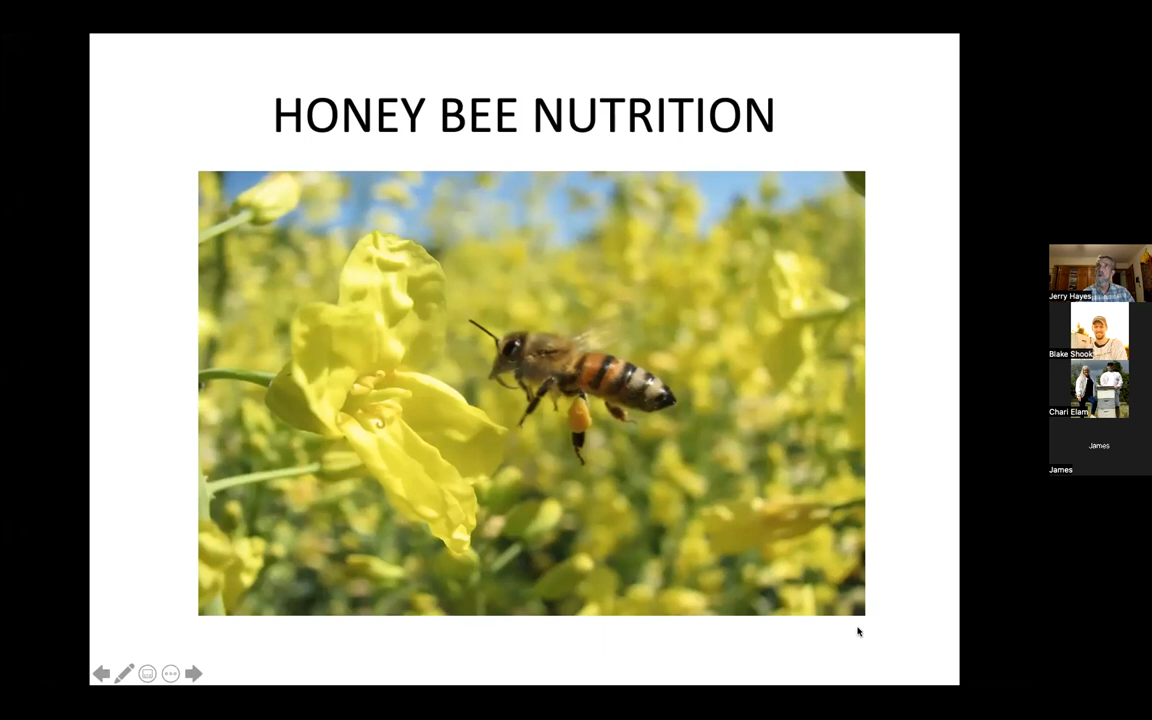 HONEY BEE NUTRITION
Jerry Hayes
Blake Shook
Chari Elam
James
James